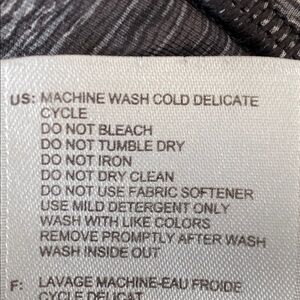 US: MACHINE WASH COLD DELICATE
CYCLE
DO NOT BLEACH
DO NOT TUMBLE DRY
DO NOT IRON
DO NOT DRY CLEAN
DO NOT USE FABRIC SOFTENER
USE MILD DETERGENT ONLY
WASH WITH LIKE COLORS
REMOVE PROMPTLY AFTER WASH
WASH INSIDE OUT
F: LAVAGE MACHINE-EAU FROIDE
CYCLE DELICAT